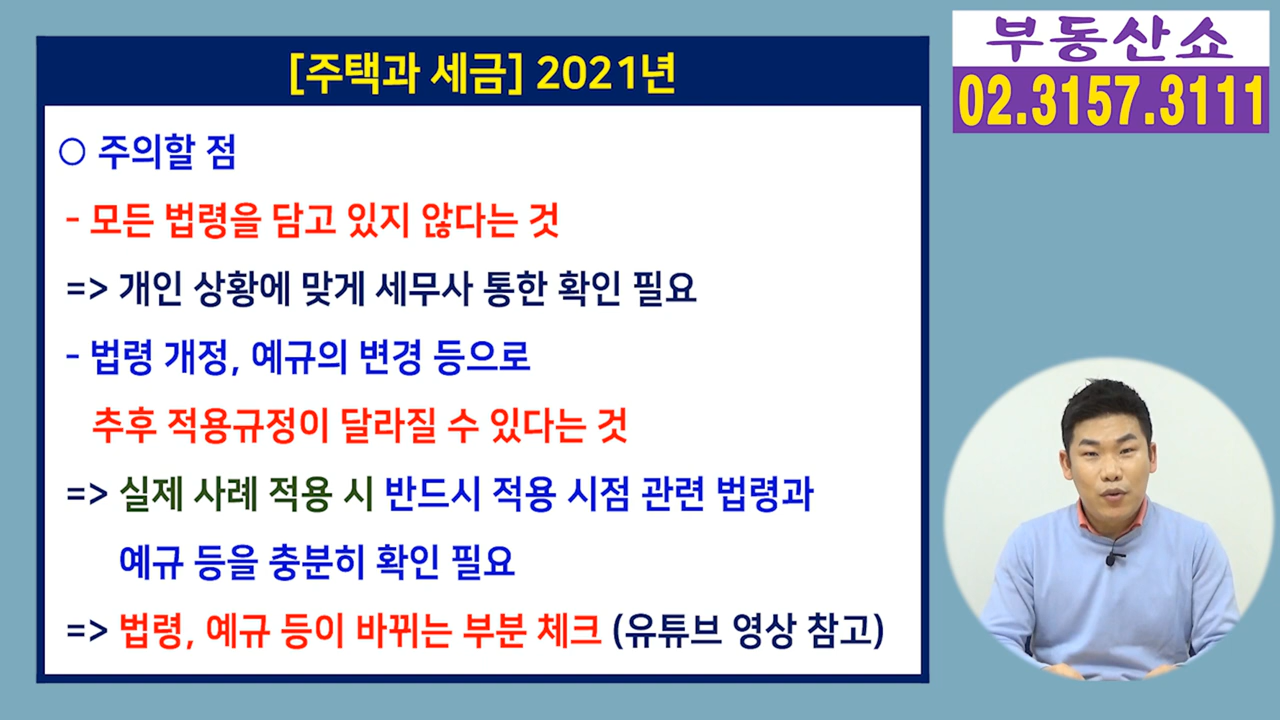 [주택과 세금] 2021년
○ 주의할 점
- 모든 법령을 담고 있지 않다는 것
=> 개인 상황에 맞게 세무사 통한 확인 필요
- 법령 개정, 예규의 변경 등으로
추후 적용규정이 달라질 수 있다는 것
=> 실제 사례 적용 시 반드시 적용 시점 관련 법령과
예규 등을 충분히 확인 필요
=> 법령, 예규 등이 바뀌는 부분 체크 (유튜브 영상 참고)
부동산쇼
02.3157.3111